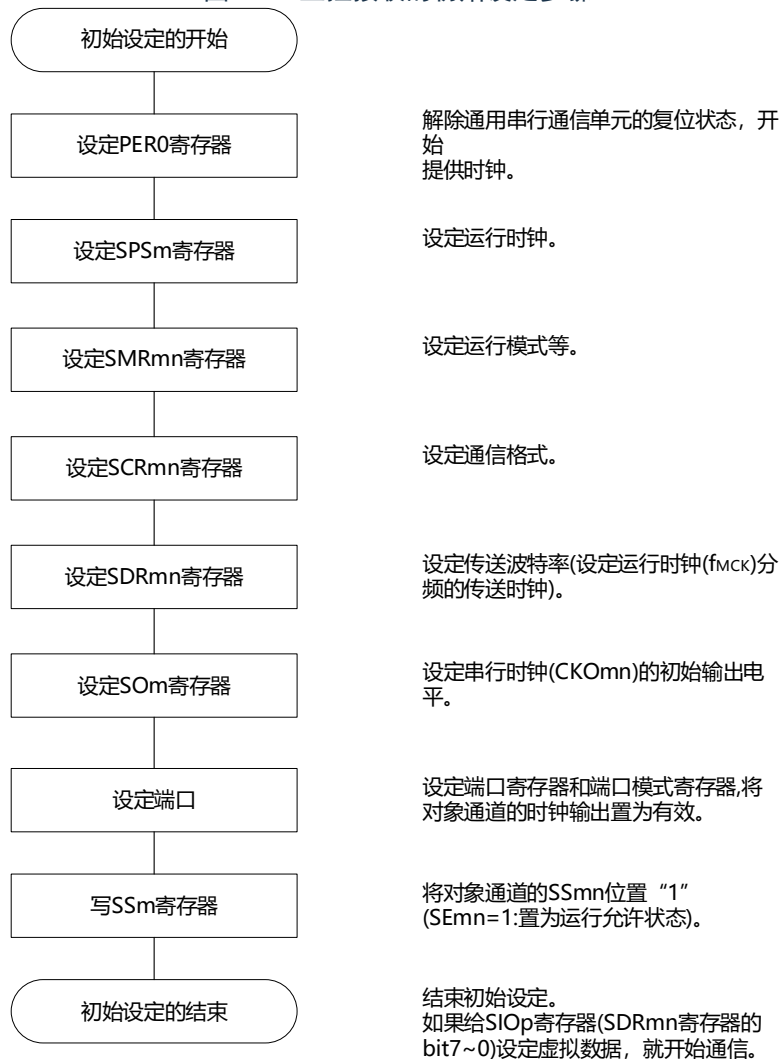 初始设定的开始
设定PER0寄存器
解除通用串行通信单元的复位状态，开
始
提供时钟。
设定SPSm寄存器
设定运行时钟。
设定SMRmn寄存器
设定运行模式等。
设定SCRmn寄存器
设定通信格式。
设定SDRmn寄存器
设定传送波特率(设定运行时钟(fMCK)分
频的传送时钟)。
设定SOm寄存器
设定串行时钟(CKOmn)的初始输出电
平。
设定端口
设定端口寄存器和端口模式寄存器,将
对象通道的时钟输出置为有效。
写SSm寄存器
将对象通道的SSmn位置“1”
(SEmn=1:置为运行允许状态)。
初始设定的结束
结束初始设定。
如果给SIOp寄存器(SDRmn寄存器的
bit7~0)设定虚拟数据，就开始通信。